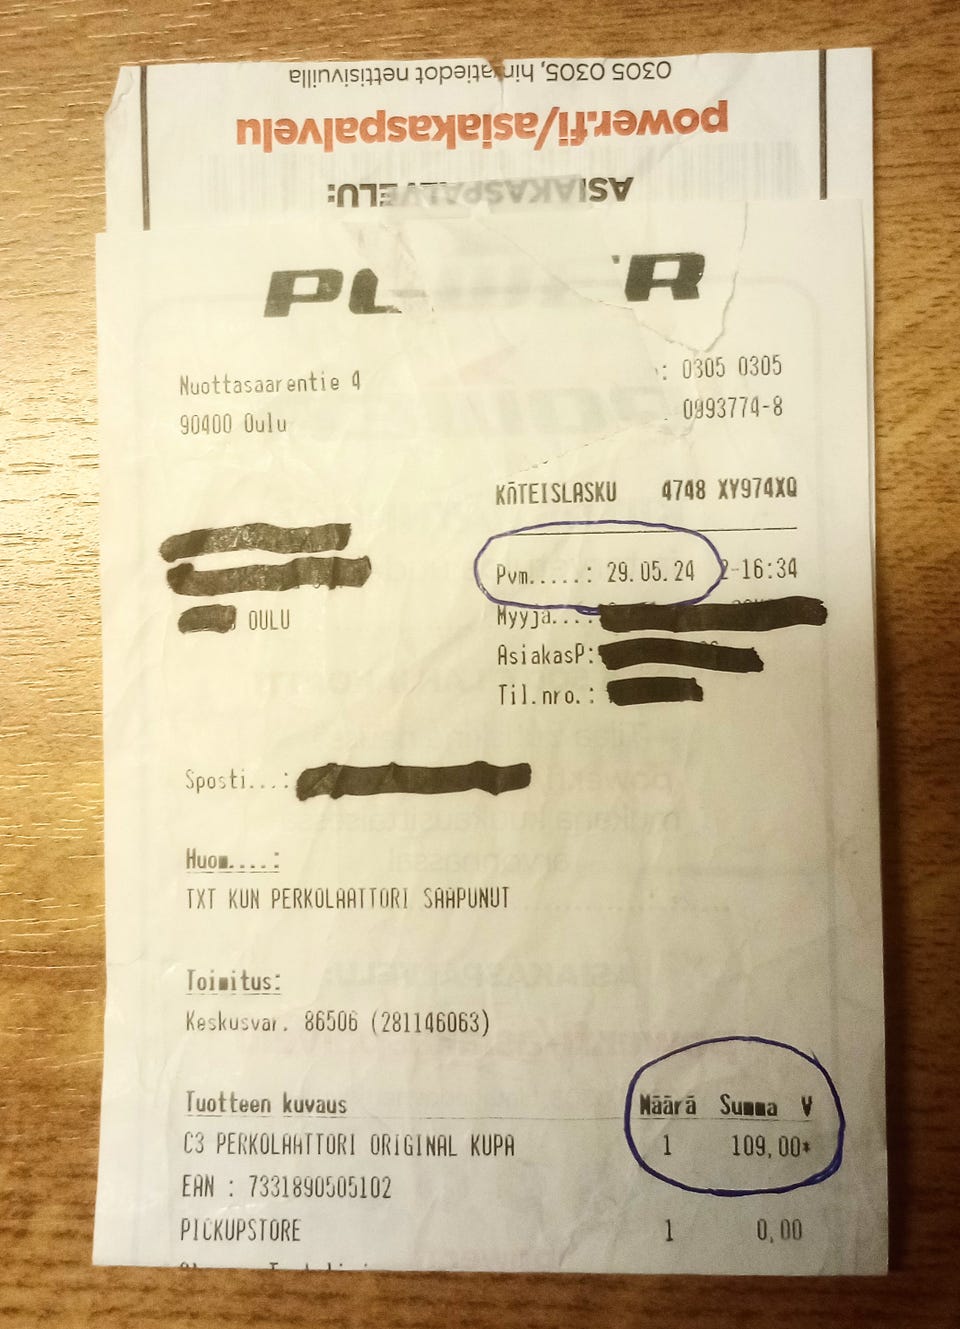 0305 0305, hintatiedot nettisivuilla
power.fi/asiakaspalvelu
ASIAKASPALVELU:
Nuottasaarentie 4
: 0305 0305
90400 Oulu
0993774-8
KÄTEISLASKU 4748 XY974XQ
Pvm.....: 29.05.24 -16:34
OULU
Myyjä...:
AsiakasP:
Til.nro.:
Sposti...:
Huom....:
TXT KUN PERKOLAATTORI SAAPUNUT
Toimitus:
Keskusvar. 86506 (281146063)
Tuotteen kuvaus Määrä Summa V
C3 PERKOLAATTORI ORIGINAL KUPA 1 109,00*
EAN : 7331890505102
PICKUPSTORE 1 0,00